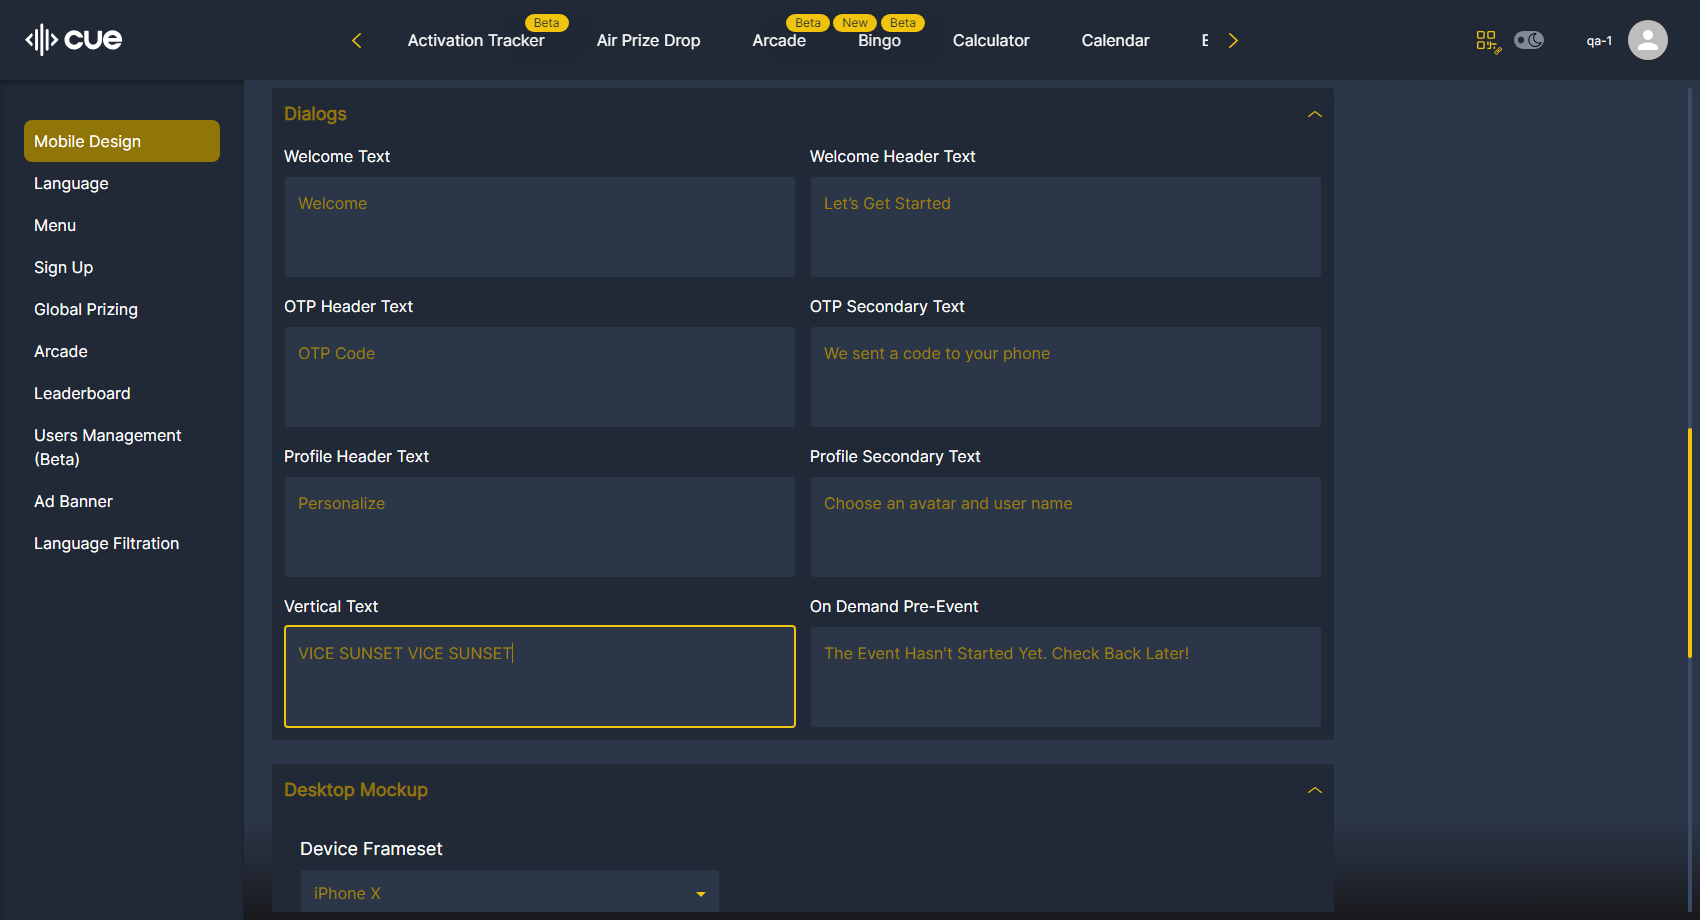 cue
Activation Tracker Beta
Air Prize Drop
Arcade Beta
New
Bingo Beta
Calculator
Calendar
qa-1
Mobile Design
Language
Menu
Sign Up
Global Prizing
Arcade
Leaderboard
Users Management
(Beta)
Ad Banner
Language Filtration
Dialogs
Welcome Text
Welcome
Welcome Header Text
Let’s Get Started
OTP Header Text
OTP Code
OTP Secondary Text
We sent a code to your phone
Profile Header Text
Personalize
Profile Secondary Text
Choose an avatar and user name
Vertical Text
VICE SUNSET VICE SUNSET
On Demand Pre-Event
The Event Hasn't Started Yet. Check Back Later!
Desktop Mockup
Device Frameset
iPhone X